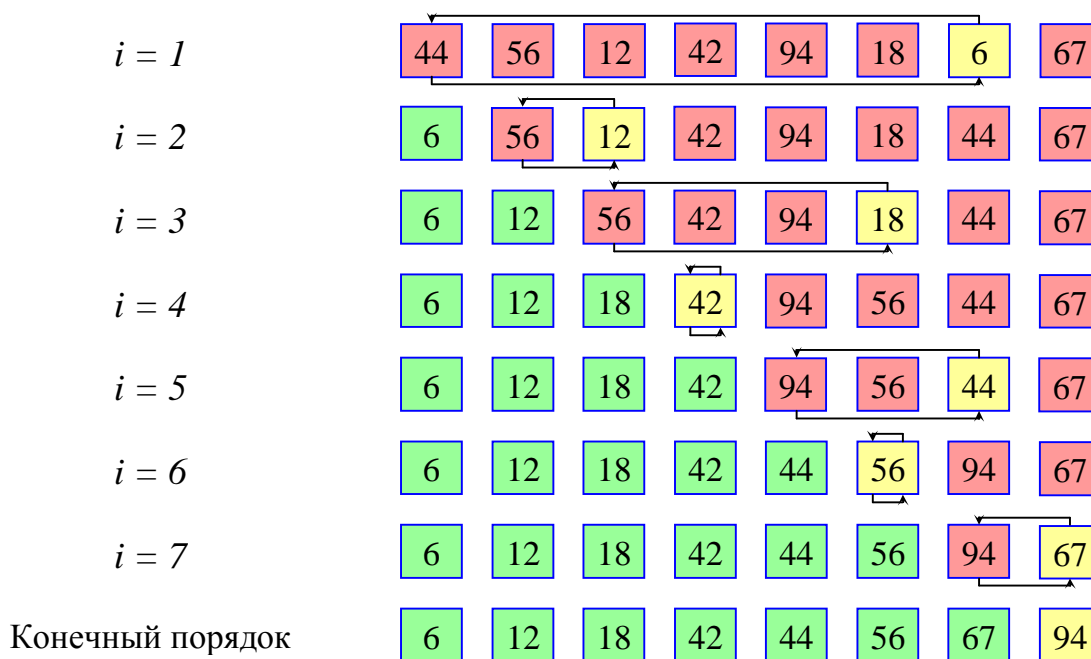 i = 1 44 56 12 42 94 18 6 67
i = 2 6 56 12 42 94 18 44 67
i = 3 6 12 56 42 94 18 44 67
i = 4 6 12 18 42 94 56 44 67
i = 5 6 12 18 42 94 56 44 67
i = 6 6 12 18 42 44 56 94 67
i = 7 6 12 18 42 44 56 94 67
Конечный порядок 6 12 18 42 44 56 67 94